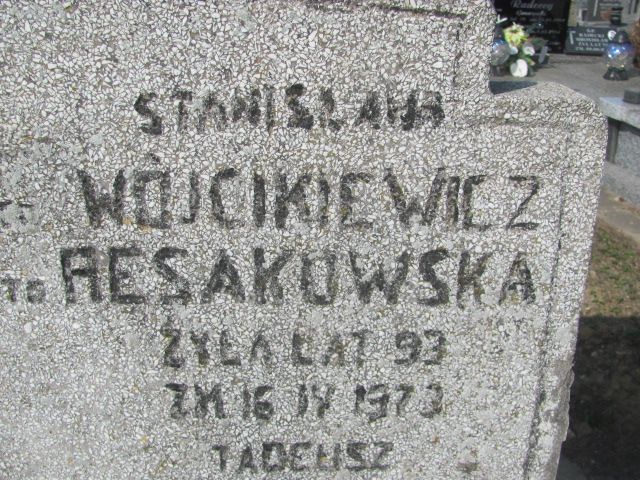 STANISŁAWA
WÓJCIKIEWICZ
RESAKOWSKA
ŻYŁA LAT 93
ZM 16 IV 1973
TADEUSZ